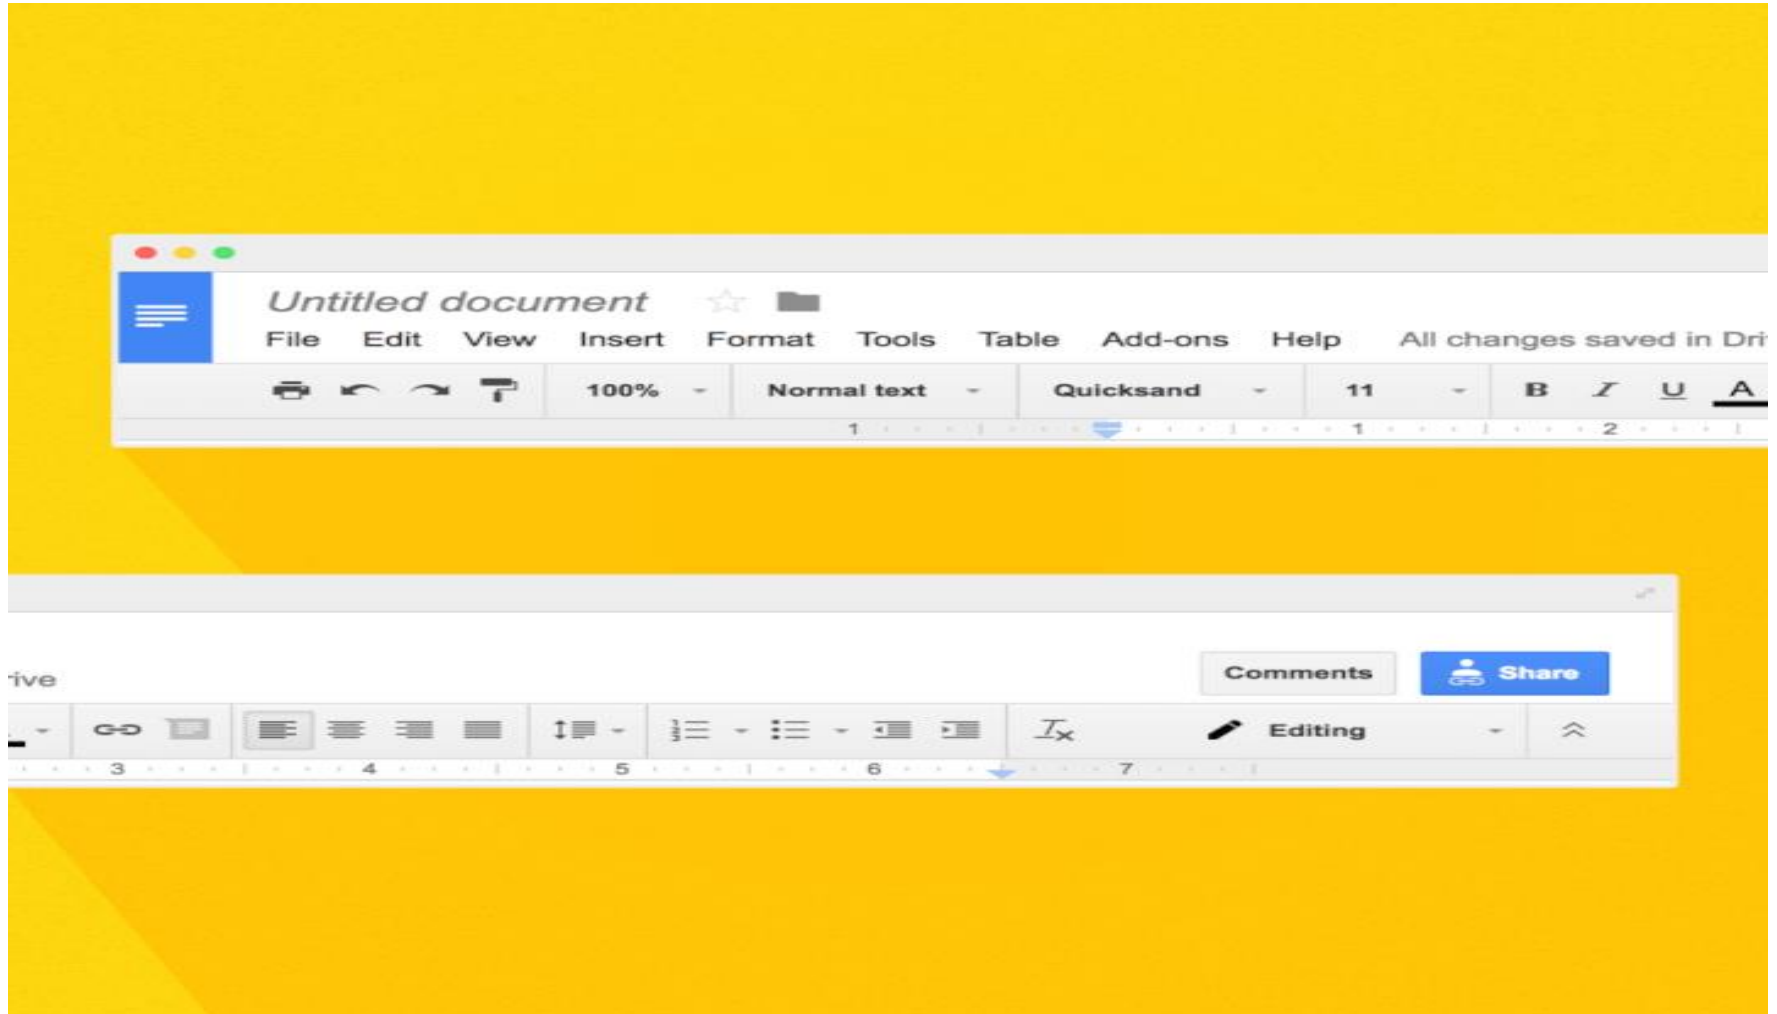 Untitled document
File Edit View Insert Format Tools Table Add-ons Help All changes saved in Dri
100% Normal text Quicksand 11 B I U A
1 1 2
Comments Share
rive
Editing
3 4 5 6 7